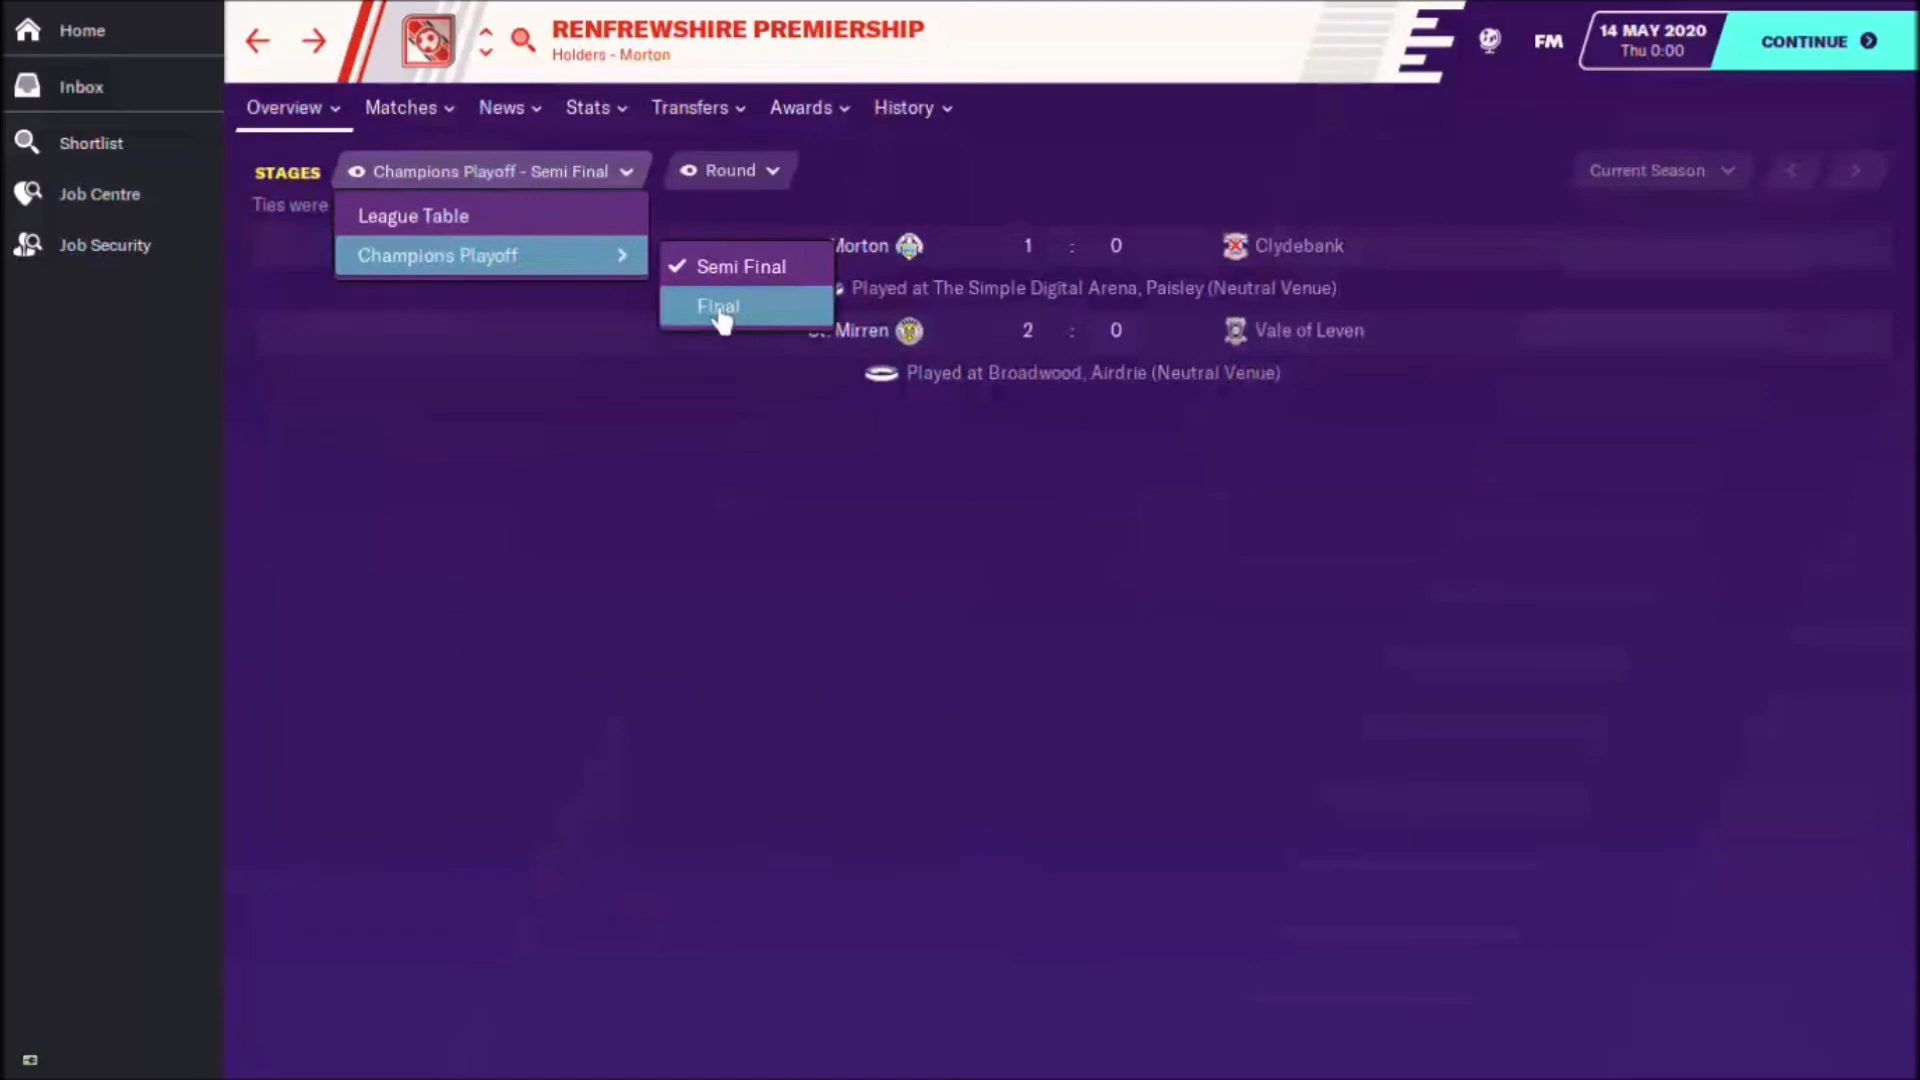 Home
Inbox
Shortlist
Job Centre
Job Security
RENFREWSHIRE PREMIERSHIP
Holders - Morton
FM
14 MAY 2020
Thu 0:00
CONTINUE
Overview Matches News Stats Transfers Awards History
STAGES Champions Playoff - Semi Final Round Current Season
Ties were
League Table
Champions Playoff
Semi Final
Final
Morton 1 : 0 Clydebank
Played at The Simple Digital Arena, Paisley (Neutral Venue)
Mirren 2 : 0 Vale of Leven
Played at Broadwood, Airdrie (Neutral Venue)